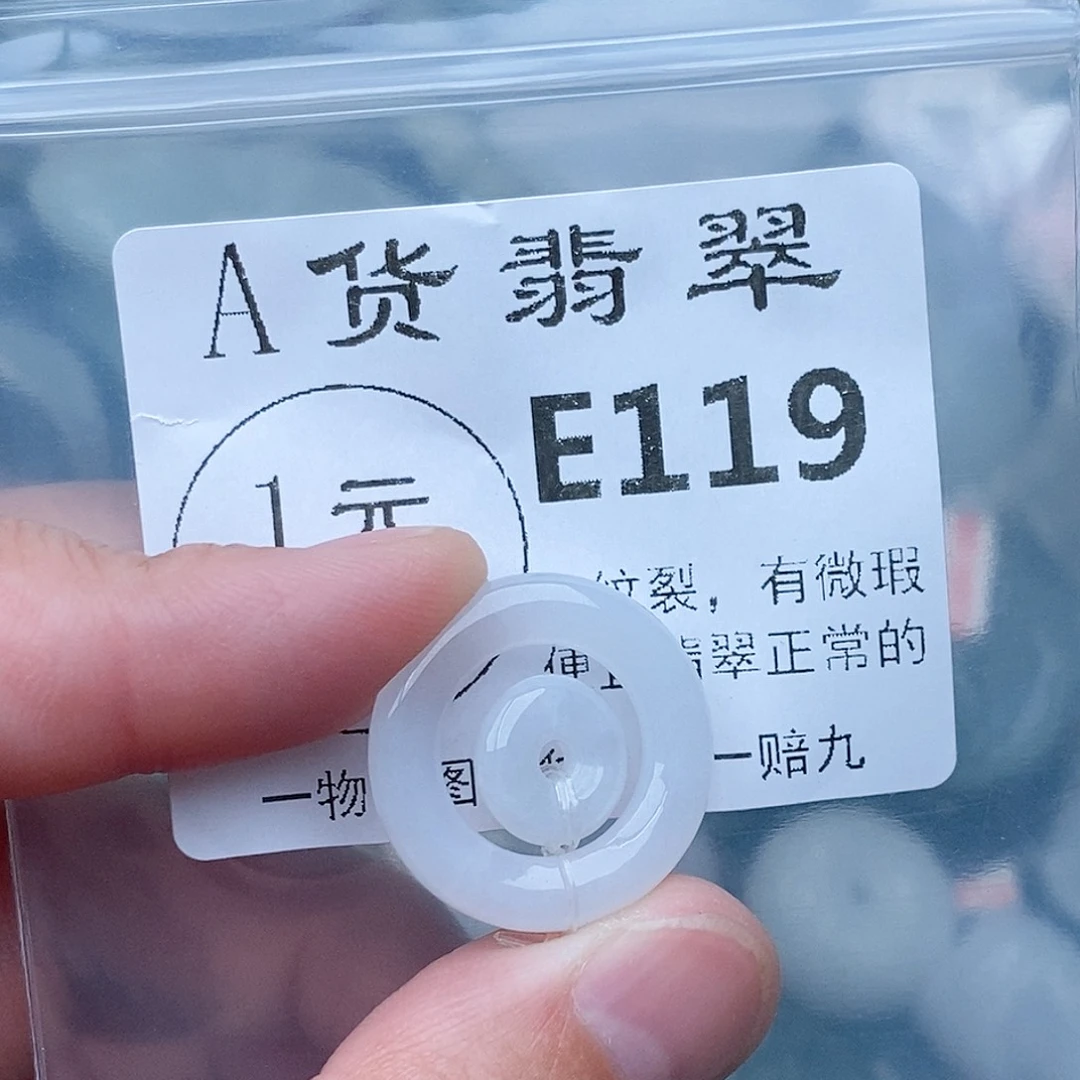 A货翡翠
E119
1元
纹裂，有微瑕
翡翠正常的
一物 图 一赔九